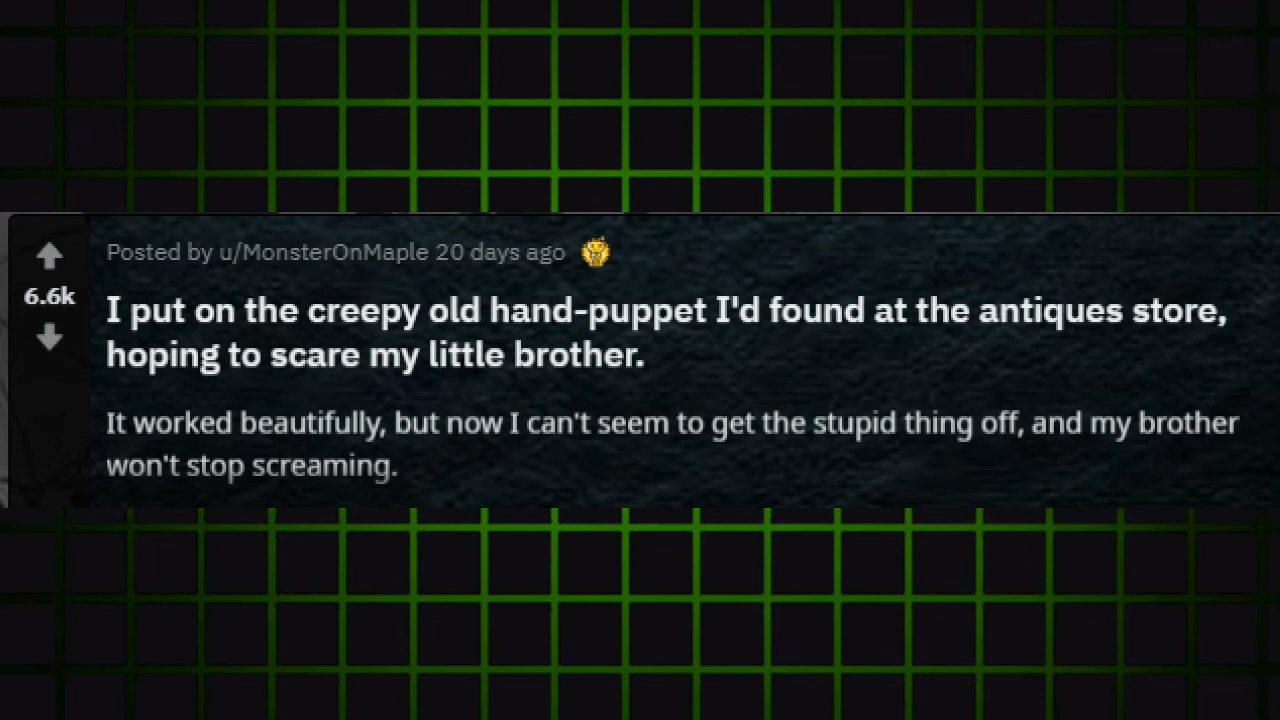 Posted by u/MonsterOnMaple 20 days ago
6.6k
I put on the creepy old hand-puppet I'd found at the antiques store,
hoping to scare my little brother.
It worked beautifully, but now I can't seem to get the stupid thing off, and my brother
won't stop screaming.